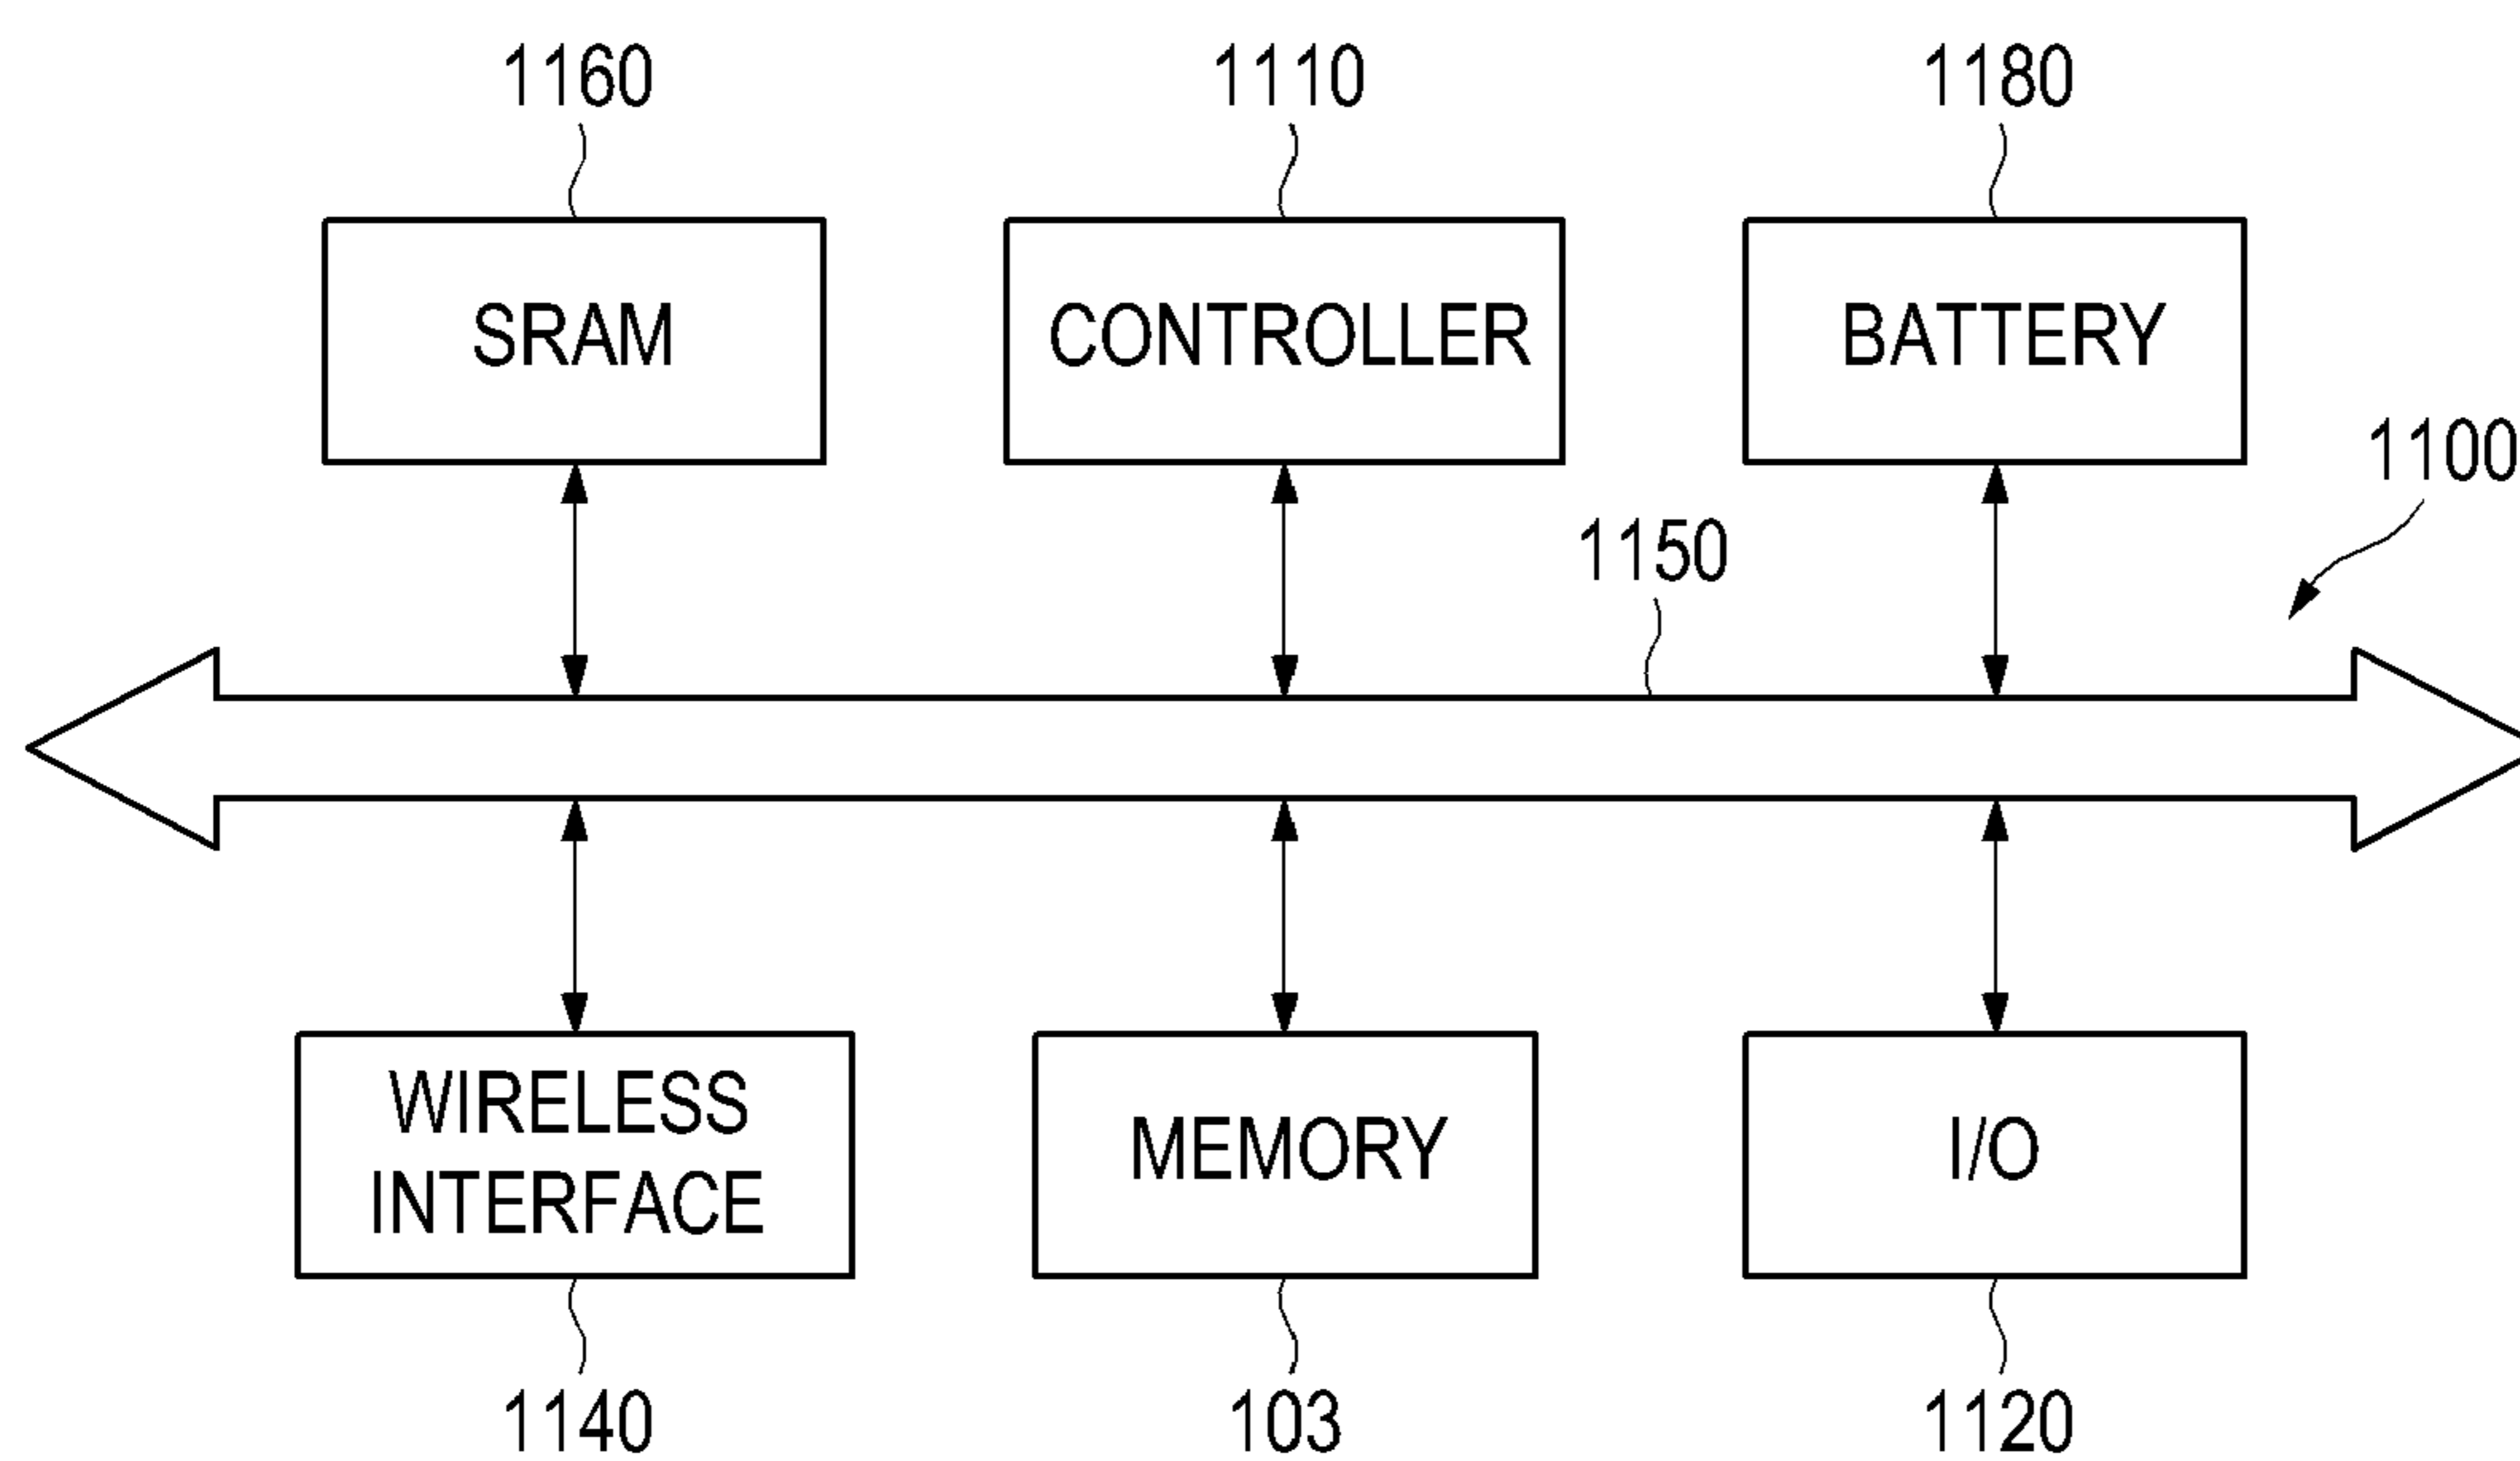 1160
1110
1180
SRAM
CONTROLLER
BATTERY
1100
1150
WIRELESS
INTERFACE
MEMORY
I/O
1140
103
1120